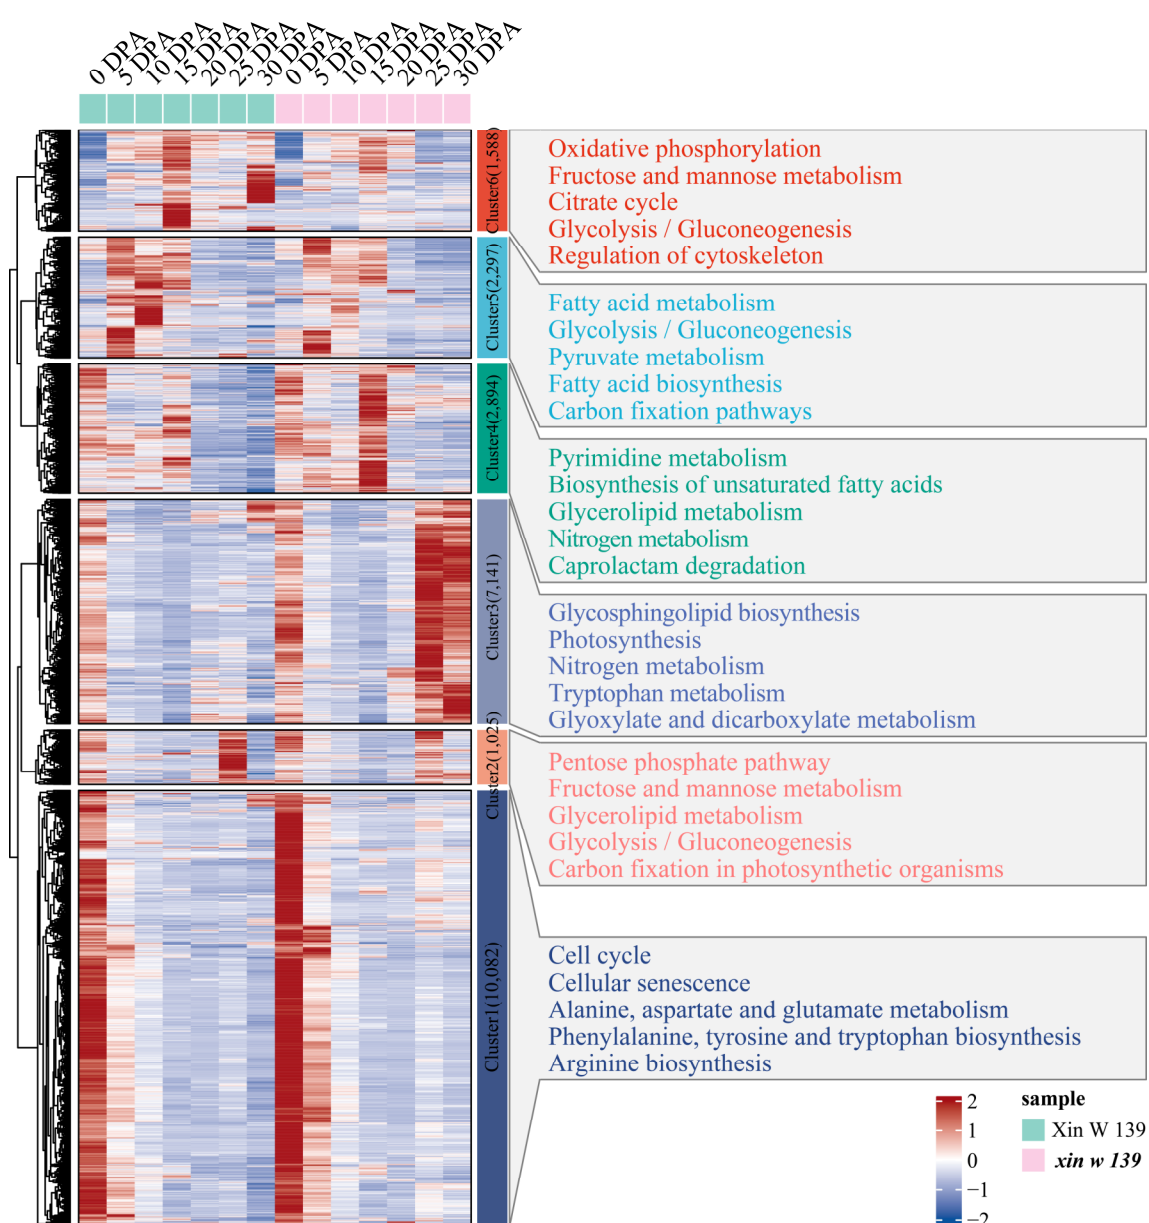 0 DPA
5 DPA
10 DPA
15 DPA
20 DPA
25 DPA
30 DPA
0 DPA
5 DPA
10 DPA
15 DPA
20 DPA
25 DPA
30 DPA
Cluster6(1,588)
Oxidative phosphorylation
Fructose and mannose metabolism
Citrate cycle
Glycolysis / Gluconeogenesis
Regulation of cytoskeleton
Cluster5(2,297)
Fatty acid metabolism
Glycolysis / Gluconeogenesis
Pyruvate metabolism
Fatty acid biosynthesis
Carbon fixation pathways
Cluster4(2,894)
Pyrimidine metabolism
Biosynthesis of unsaturated fatty acids
Glycerolipid metabolism
Nitrogen metabolism
Caprolactam degradation
Cluster3(7,141)
Glycosphingolipid biosynthesis
Photosynthesis
Nitrogen metabolism
Tryptophan metabolism
Glyoxylate and dicarboxylate metabolism
Cluster2(1,025)
Pentose phosphate pathway
Fructose and mannose metabolism
Glycerolipid metabolism
Glycolysis / Gluconeogenesis
Carbon fixation in photosynthetic organisms
Cluster1(10,082)
Cell cycle
Cellular senescence
Alanine, aspartate and glutamate metabolism
Phenylalanine, tyrosine and tryptophan biosynthesis
Arginine biosynthesis
2
1
0
−1
−2
sample
Xin W 139
xin w 139